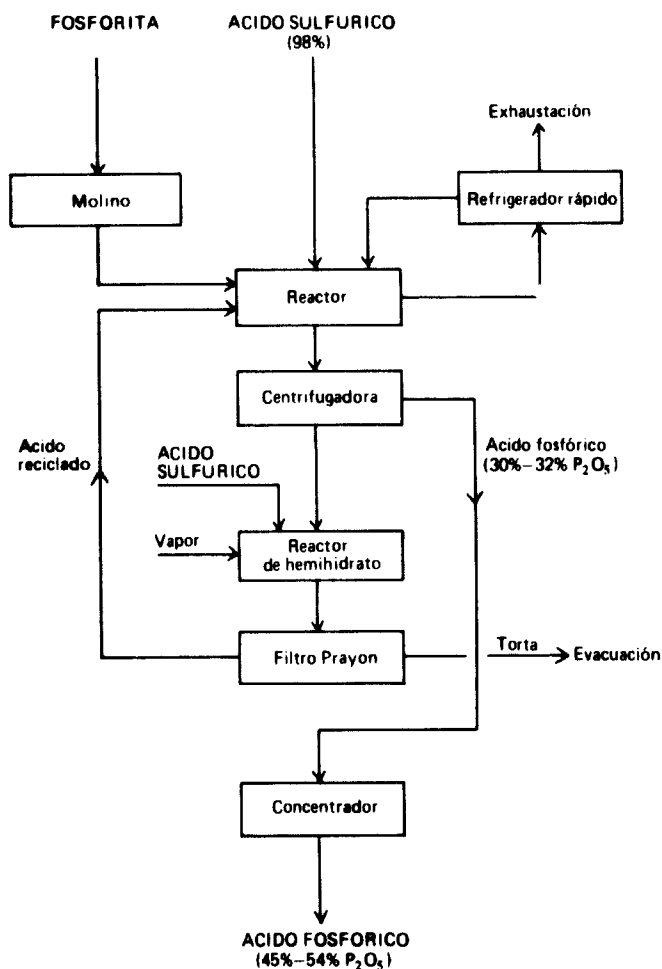 FOSFORITA
ACIDO SULFURICO
(98%)
Exhaustación
Molino
Refrigerador rápido
Reactor
Centrifugadora
Acido
reciclado
ACIDO
SULFURICO
Acido fosfórico
(30%–32% P₂O₅)
Vapor
Reactor
de hemihidrato
Filtro Prayon
Torta
Evacuación
Concentrador
ACIDO FOSFORICO
(45%–54% P₂O₅)